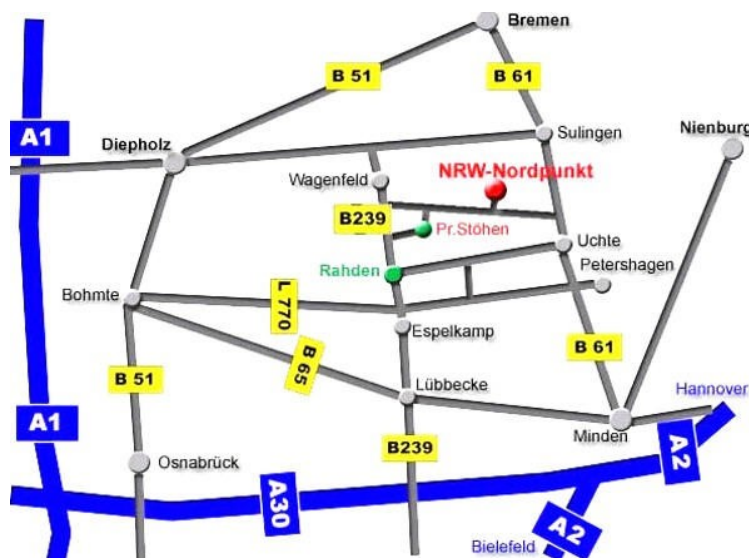 Bremen
B 51
B 61
A1
Diepholz
Sulingen
Nienburg
Wagenfeld
NRW-Nordpunkt
B239
Pr.Stöhen
Uchte
Rahden
Petershagen
Bohmte
L 770
Espelkamp
B 61
B 51
B 65
Lübbecke
Hannover
A1
Minden
Osnabrück
B239
A2
A30
A2
Bielefeld